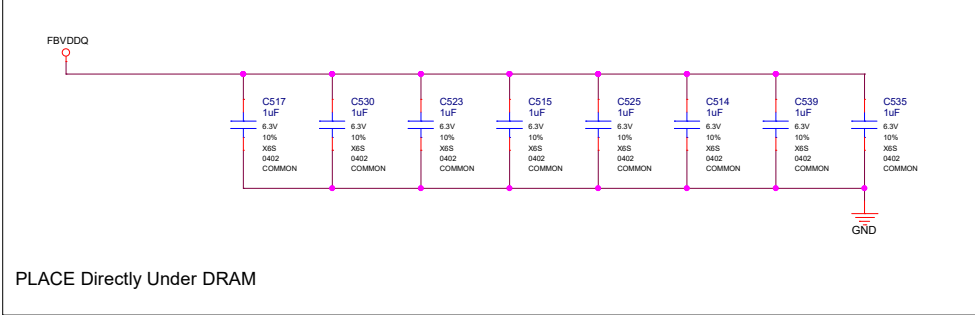 FBVDDQ
C517
1uF
6.3V
10%
X6S
0402
COMMON
C530
1uF
6.3V
10%
X6S
0402
COMMON
C523
1uF
6.3V
10%
X6S
0402
COMMON
C515
1uF
6.3V
10%
X6S
0402
COMMON
C525
1uF
6.3V
10%
X6S
0402
COMMON
C514
1uF
6.3V
10%
X6S
0402
COMMON
C539
1uF
6.3V
10%
X6S
0402
COMMON
C535
1uF
6.3V
10%
X6S
0402
COMMON
GND
PLACE Directly Under DRAM